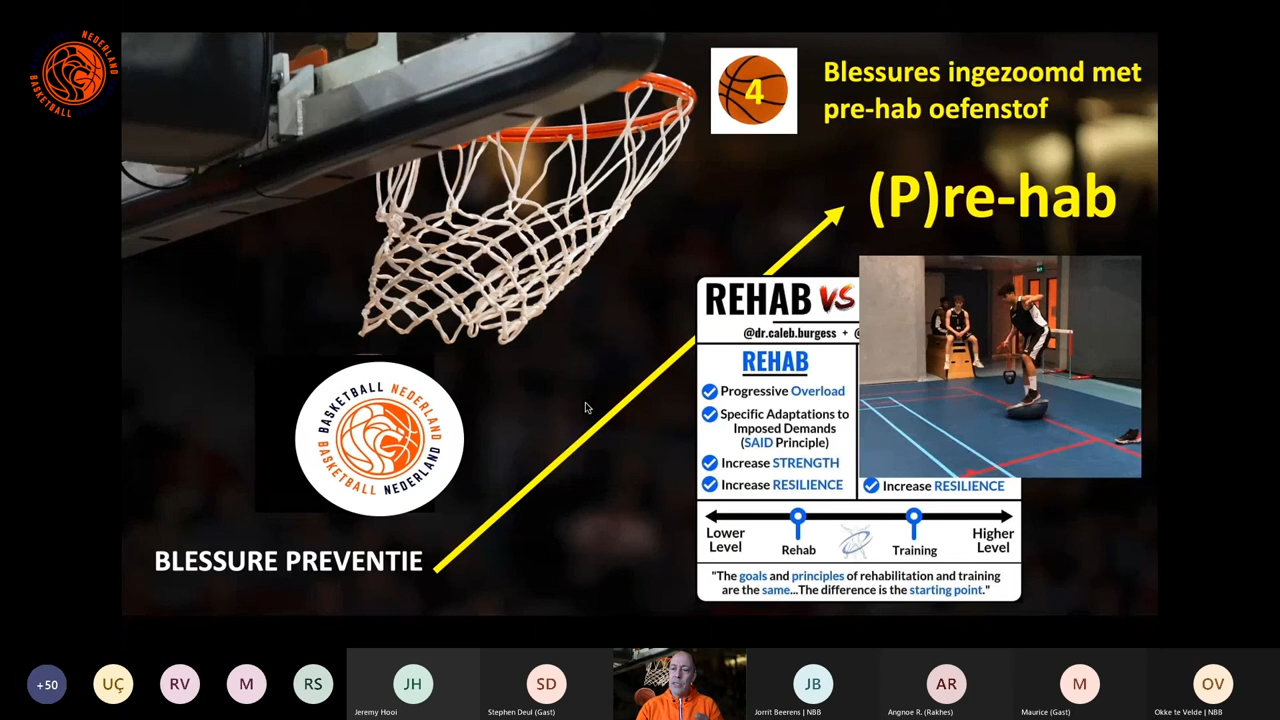 BASKETBALL NEDERLAND
4
Blessures ingezoomd met
pre-hab oefenstof
(P)re-hab
REHAB VS
@dr.caleb.burgess +
REHAB
Progressive Overload
Specific Adaptations to
Imposed Demands
(SAID Principle)
Increase STRENGTH
Increase RESILIENCE
Increase RESILIENCE
Lower
Level
Rehab
Training
Higher
Level
"The goals and principles of rehabilitation and training
are the same...The difference is the starting point."
BASKETBALL NEDERLAND
BASKETBALL NEDERLAND
BLESSURE PREVENTIE
+50
UÇ
RV
M
RS
JH
Jeremy Hooi
SD
Stephen Deul (Gast)
JB
Jorrit Beerens | NBB
AR
Angnoe R. (Rakhes)
M
Maurice (Gast)
OV
Okke te Velde | NBB